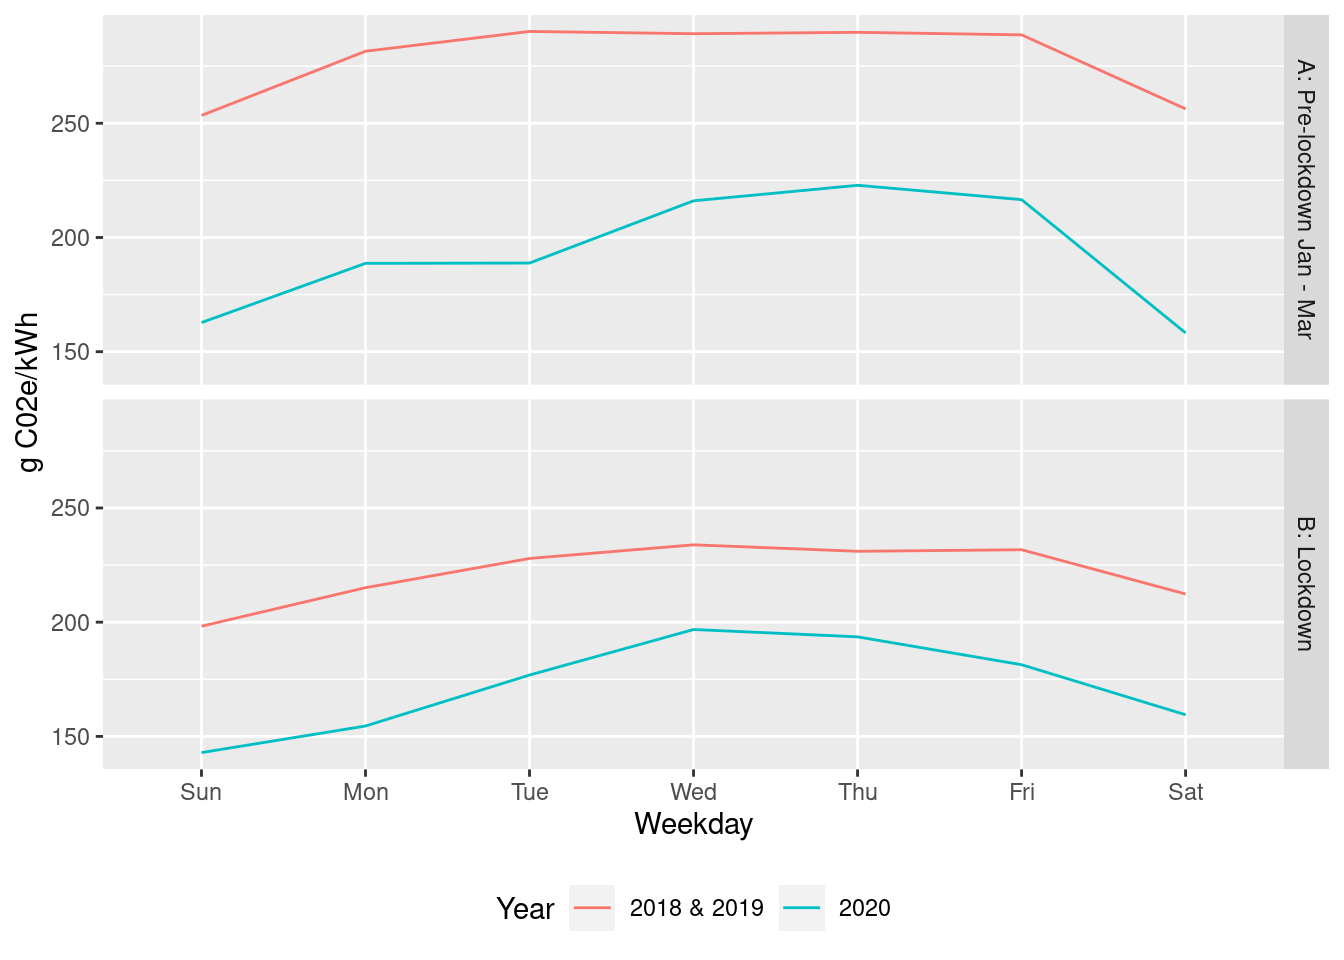 g C02e/kWh
250
200
150
A: Pre-lockdown Jan - Mar
250
200
150
B: Lockdown
Sun Mon Tue Wed Thu Fri Sat
Weekday
Year 2018 & 2019 2020